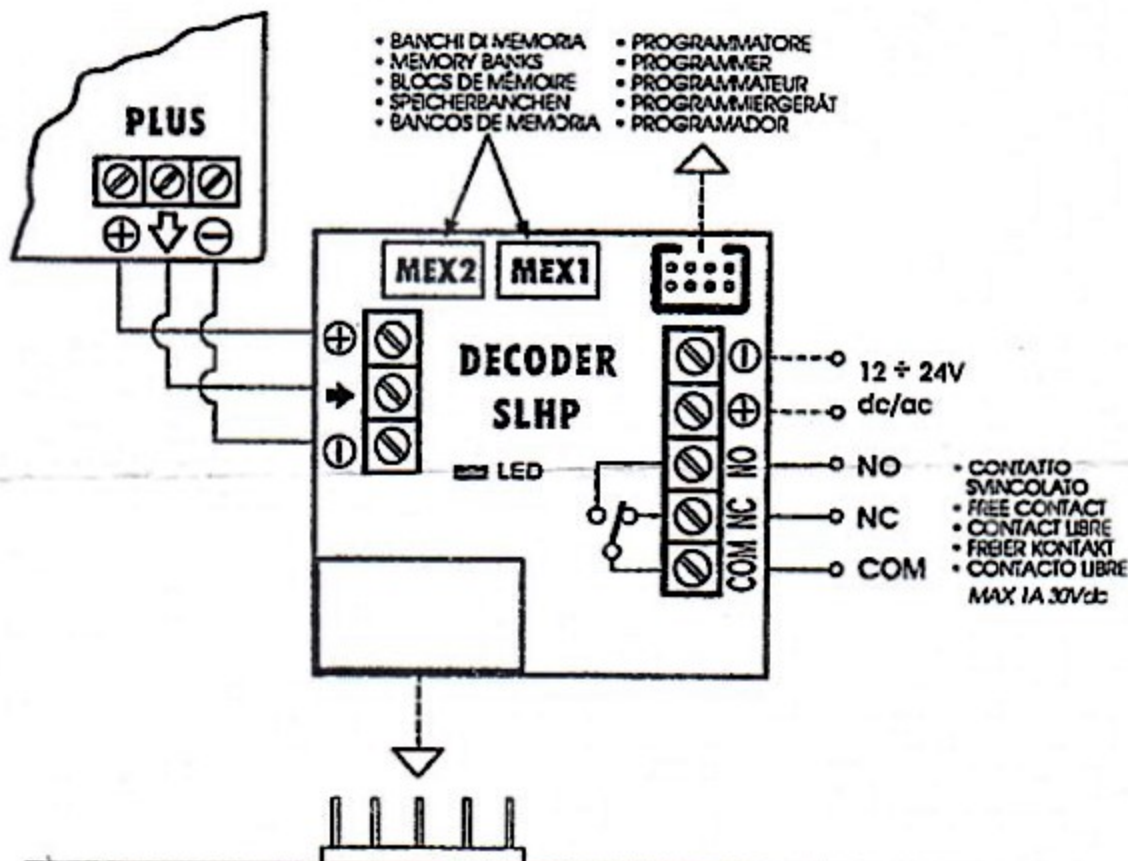 • BANCHI DI MEMORIA
• MEMORY BANKS
• BLOCS DE MÉMOIRE
• SPEICHERBANCHEN
• BANCOS DE MEMORIA
• PROGRAMMATORE
• PROGRAMMER
• PROGRAMMATEUR
• PROGRAMMIERGERÄT
• PROGRAMADOR
PLUS
MEX2
MEX1
DECODER
SLHP
LED
12 ÷ 24V
dc/ac
NO
NC
COM
NO
NC
COM
• CONTATTO
SVINCOLATO
• FREE CONTACT
• CONTACT LIBRE
• FREIER KONTAKT
• CONTACTO LIBRE
MAX 1A 30Vdc